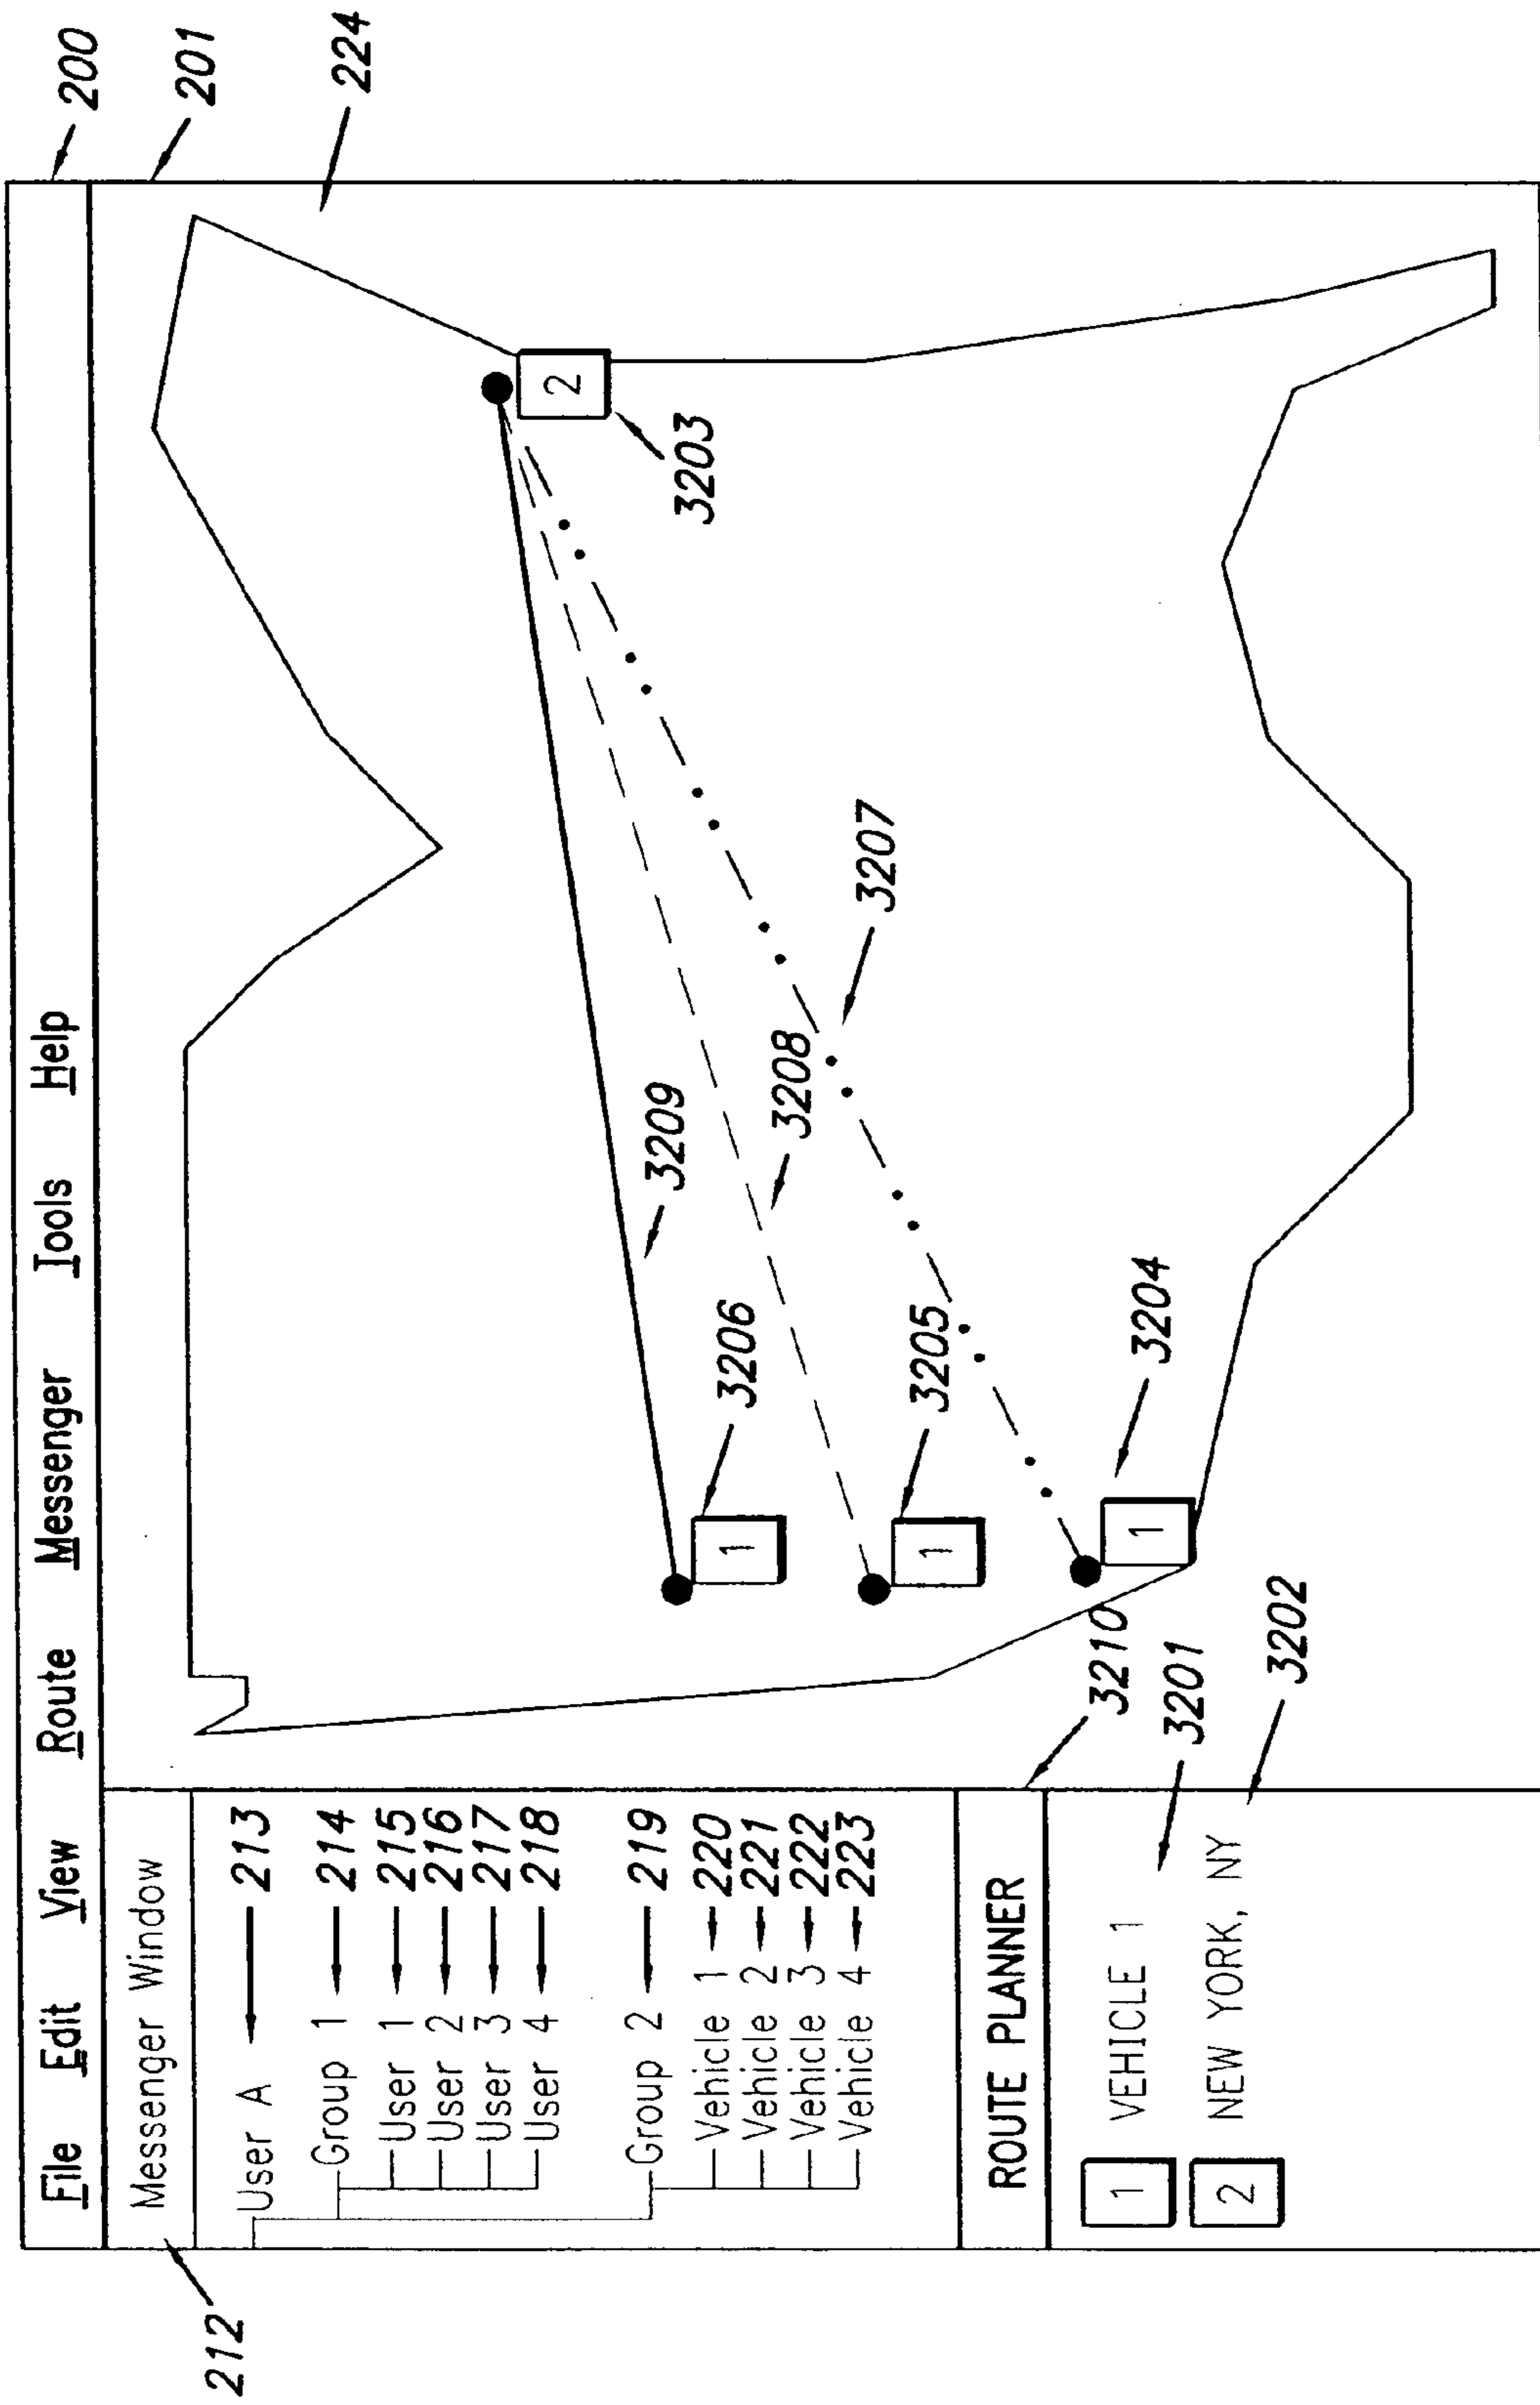 200
201
224
File Edit View Route Messenger Tools Help
212
Messenger Window
User A 213
Group 1 214
User 1 215
User 2 216
User 3 217
User 4 218
Group 2 219
Vehicle 1 220
Vehicle 2 221
Vehicle 3 222
Vehicle 4 223
ROUTE PLANNER
3210
1 VEHICLE 1 3201
2 NEW YORK, NY 3202
2
3203
3209
3208
3207
1
3206
1
3205
1
3204